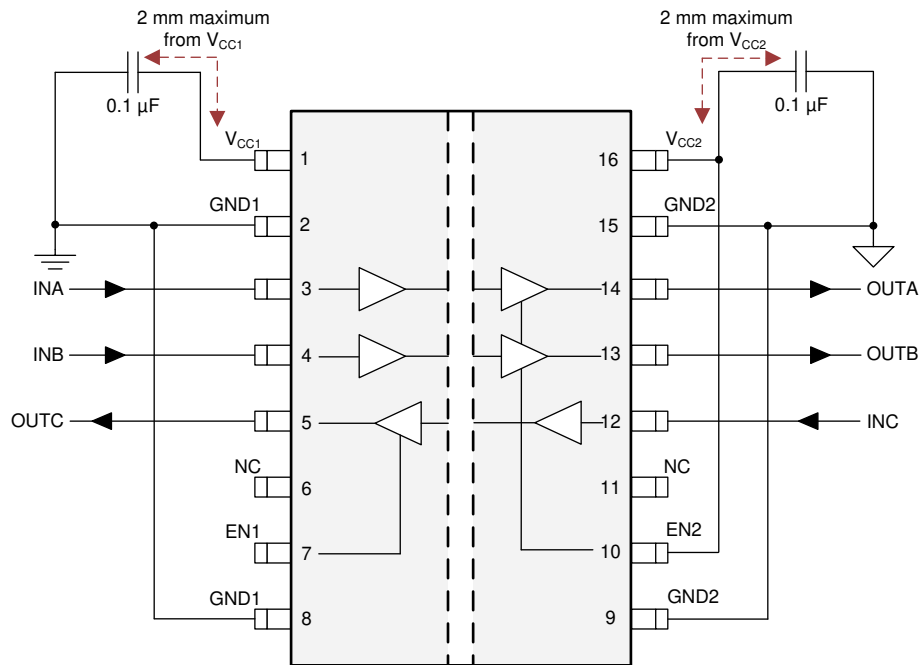 2 mm maximum
from VCC1
2 mm maximum
from VCC2
0.1 µF
0.1 µF
VCC1
1
16
VCC2
GND1
2
15
GND2
INA
3
14
OUTA
INB
4
13
OUTB
OUTC
5
12
INC
NC
6
11
NC
EN1
7
10
EN2
GND1
8
9
GND2